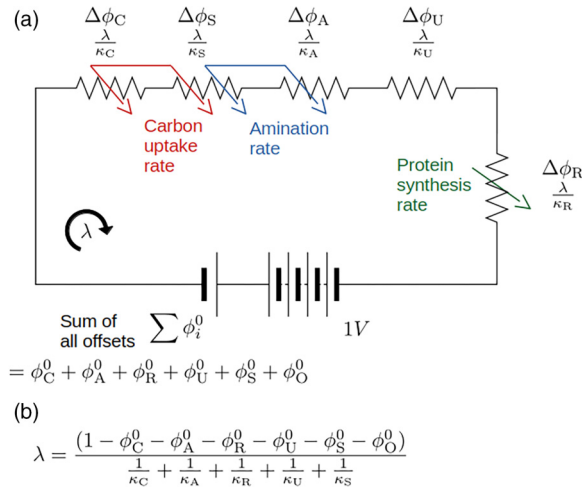 (a)
Δϕ_C Δϕ_S Δϕ_A Δϕ_U
λ/κ_C λ/κ_S λ/κ_A λ/κ_U
Carbon uptake rate
Amination rate
Protein synthesis rate
Δϕ_R
λ/κ_R
λ
Sum of all offsets
∑ ϕ_i^0
1V
= ϕ_C^0 + ϕ_A^0 + ϕ_R^0 + ϕ_U^0 + ϕ_S^0 + ϕ_O^0
(b)
λ = (1 − ϕ_C^0 − ϕ_A^0 − ϕ_R^0 − ϕ_U^0 − ϕ_S^0 − ϕ_O^0) / (1/κ_C + 1/κ_A + 1/κ_R + 1/κ_U + 1/κ_S)